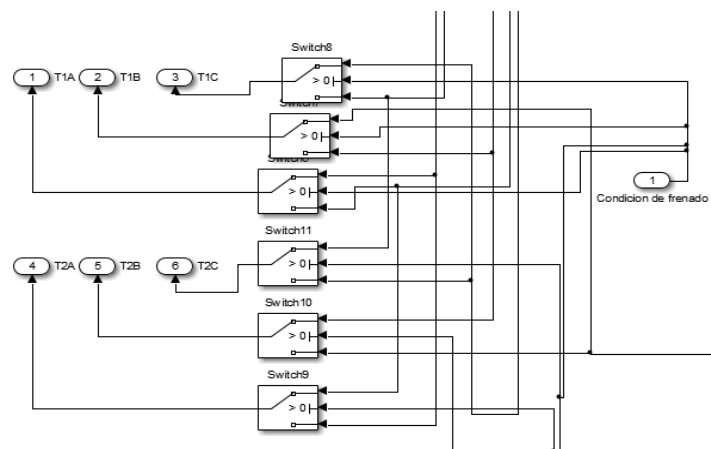 Switch8
1 T1A 2 T1B 3 T1C
> 0
> 0
> 0
1
Condicion de frenado
Switch11
4 T2A 5 T2B 6 T2C
> 0
Switch10
> 0
Switch9
> 0